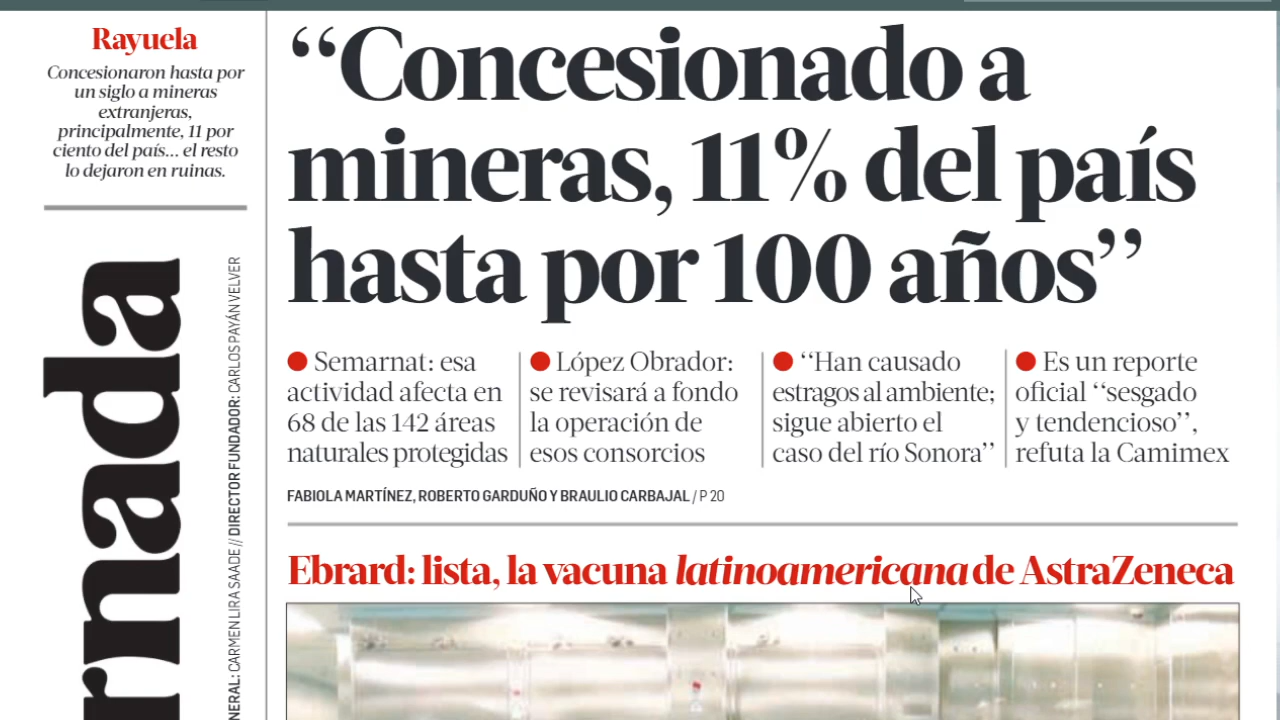 Rayuela
Concesionaron hasta por
un siglo a mineras
extranjeras,
principalmente, 11 por
ciento del país... el resto
lo dejaron en ruinas.
rnada
NERAL: CARMEN LIRA SAADE // DIRECTOR FUNDADOR: CARLOS PAYÁN VELVER
“Concesionado a
mineras, 11% del país
hasta por 100 años”
● Semarnat: esa
actividad afecta en
68 de las 142 áreas
naturales protegidas
● López Obrador:
se revisará a fondo
la operación de
esos consorcios
● “Han causado
estragos al ambiente;
sigue abierto el
caso del río Sonora”
● Es un reporte
oficial “sesgado
y tendencioso”,
refuta la Camimex
FABIOLA MARTÍNEZ, ROBERTO GARDUÑO Y BRAULIO CARBAJAL / P 20
Ebrard: lista, la vacuna latinoamericana de AstraZeneca